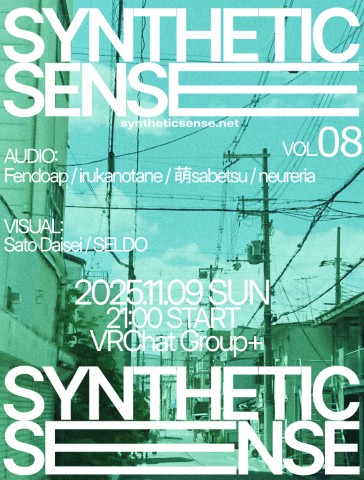 SYNTHETIC
SENSE
syntheticsense.net
VOL.08
AUDIO:
Fendoap / irukanotane / 萌sabetsu / neureria
VISUAL:
Sato Daisei / SELDO
2025.11.09 SUN
21:00 START
VRChat Group+
SYNTHETIC
SENSE